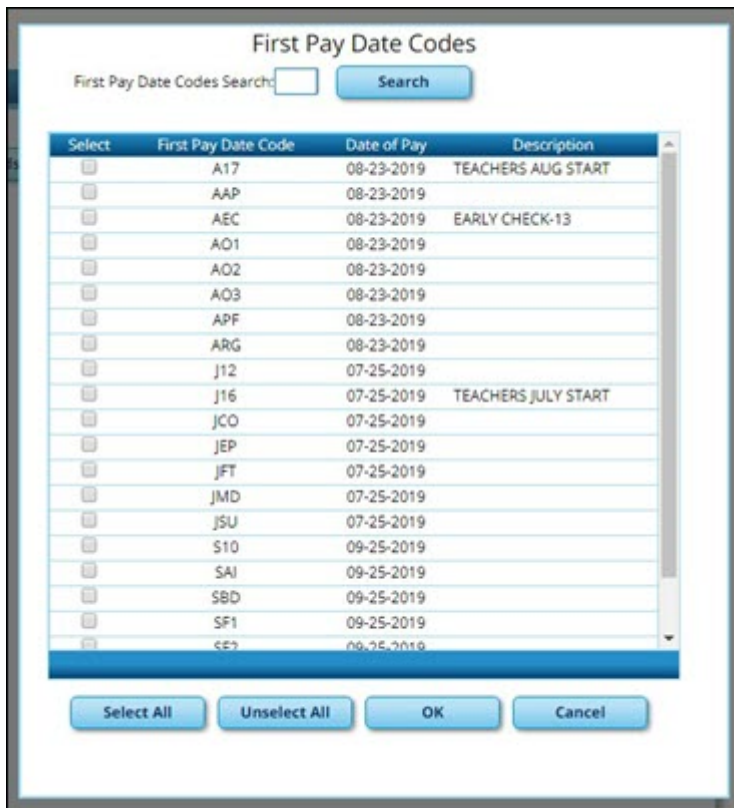 First Pay Date Codes
First Pay Date Codes Search: Search
Select First Pay Date Code Date of Pay Description
A17 08-23-2019 TEACHERS AUG START
AAP 08-23-2019
AEC 08-23-2019 EARLY CHECK-13
AO1 08-23-2019
AO2 08-23-2019
AO3 08-23-2019
APF 08-23-2019
ARG 08-23-2019
J12 07-25-2019
J16 07-25-2019 TEACHERS JULY START
JCO 07-25-2019
JEP 07-25-2019
JFT 07-25-2019
JMD 07-25-2019
JSU 07-25-2019
S10 09-25-2019
SAI 09-25-2019
SBD 09-25-2019
SF1 09-25-2019
SF2 09-25-2019
Select All Unselect All OK Cancel